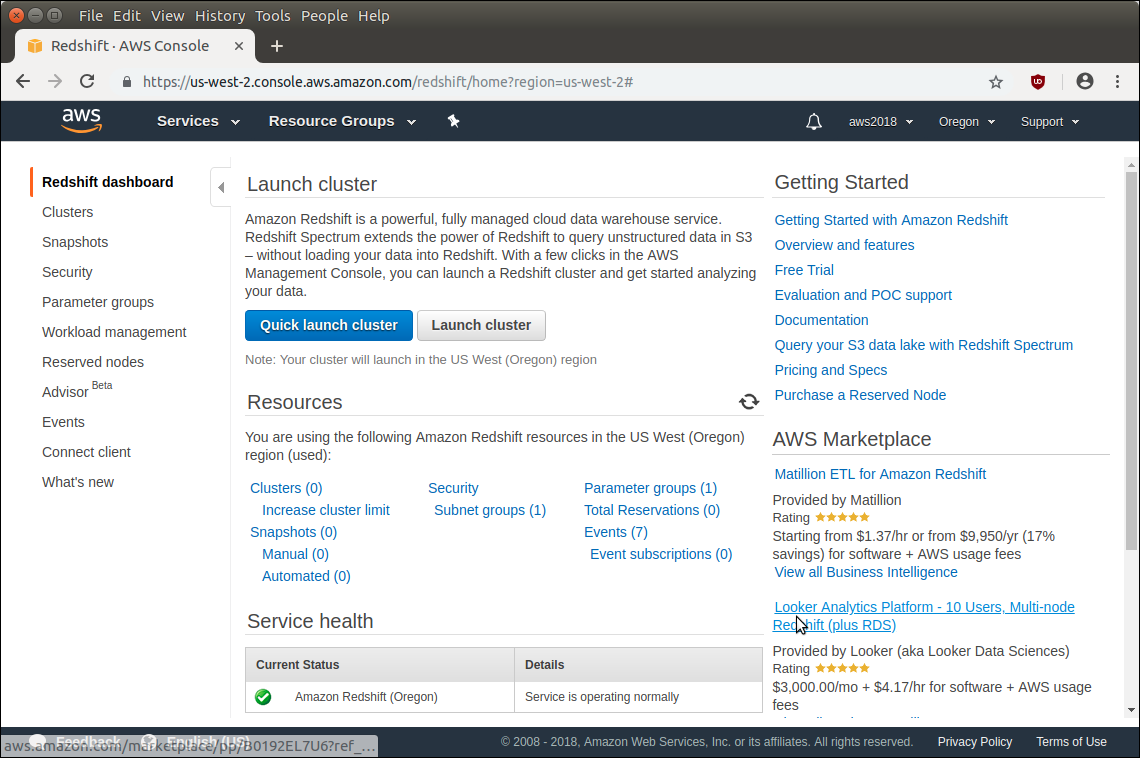 File Edit View History Tools People Help
Redshift · AWS Console
https://us-west-2.console.aws.amazon.com/redshift/home?region=us-west-2#
aws Services Resource Groups aws2018 Oregon Support
Redshift dashboard
Clusters
Snapshots
Security
Parameter groups
Workload management
Reserved nodes
Advisor Beta
Events
Connect client
What's new
Launch cluster
Amazon Redshift is a powerful, fully managed cloud data warehouse service.
Redshift Spectrum extends the power of Redshift to query unstructured data in S3
– without loading your data into Redshift. With a few clicks in the AWS
Management Console, you can launch a Redshift cluster and get started analyzing
your data.
Quick launch cluster Launch cluster
Note: Your cluster will launch in the US West (Oregon) region
Resources
You are using the following Amazon Redshift resources in the US West (Oregon)
region (used):
Clusters (0) Security Parameter groups (1)
Increase cluster limit Subnet groups (1) Total Reservations (0)
Snapshots (0) Events (7)
Manual (0) Event subscriptions (0)
Automated (0)
Service health
Current Status Details
Amazon Redshift (Oregon) Service is operating normally
Getting Started
Getting Started with Amazon Redshift
Overview and features
Free Trial
Evaluation and POC support
Documentation
Query your S3 data lake with Redshift Spectrum
Pricing and Specs
Purchase a Reserved Node
AWS Marketplace
Matillion ETL for Amazon Redshift
Provided by Matillion
Rating
Starting from $1.37/hr or from $9,950/yr (17%
savings) for software + AWS usage fees
View all Business Intelligence
Looker Analytics Platform - 10 Users, Multi-node
Redshift (plus RDS)
Provided by Looker (aka Looker Data Sciences)
Rating
$3,000.00/mo + $4.17/hr for software + AWS usage
fees
Feedback English (US)
aws.amazon.com/marketplace/pp/B0192EL7U6?ref_...
© 2008 - 2018, Amazon Web Services, Inc. or its affiliates. All rights reserved. Privacy Policy Terms of Use